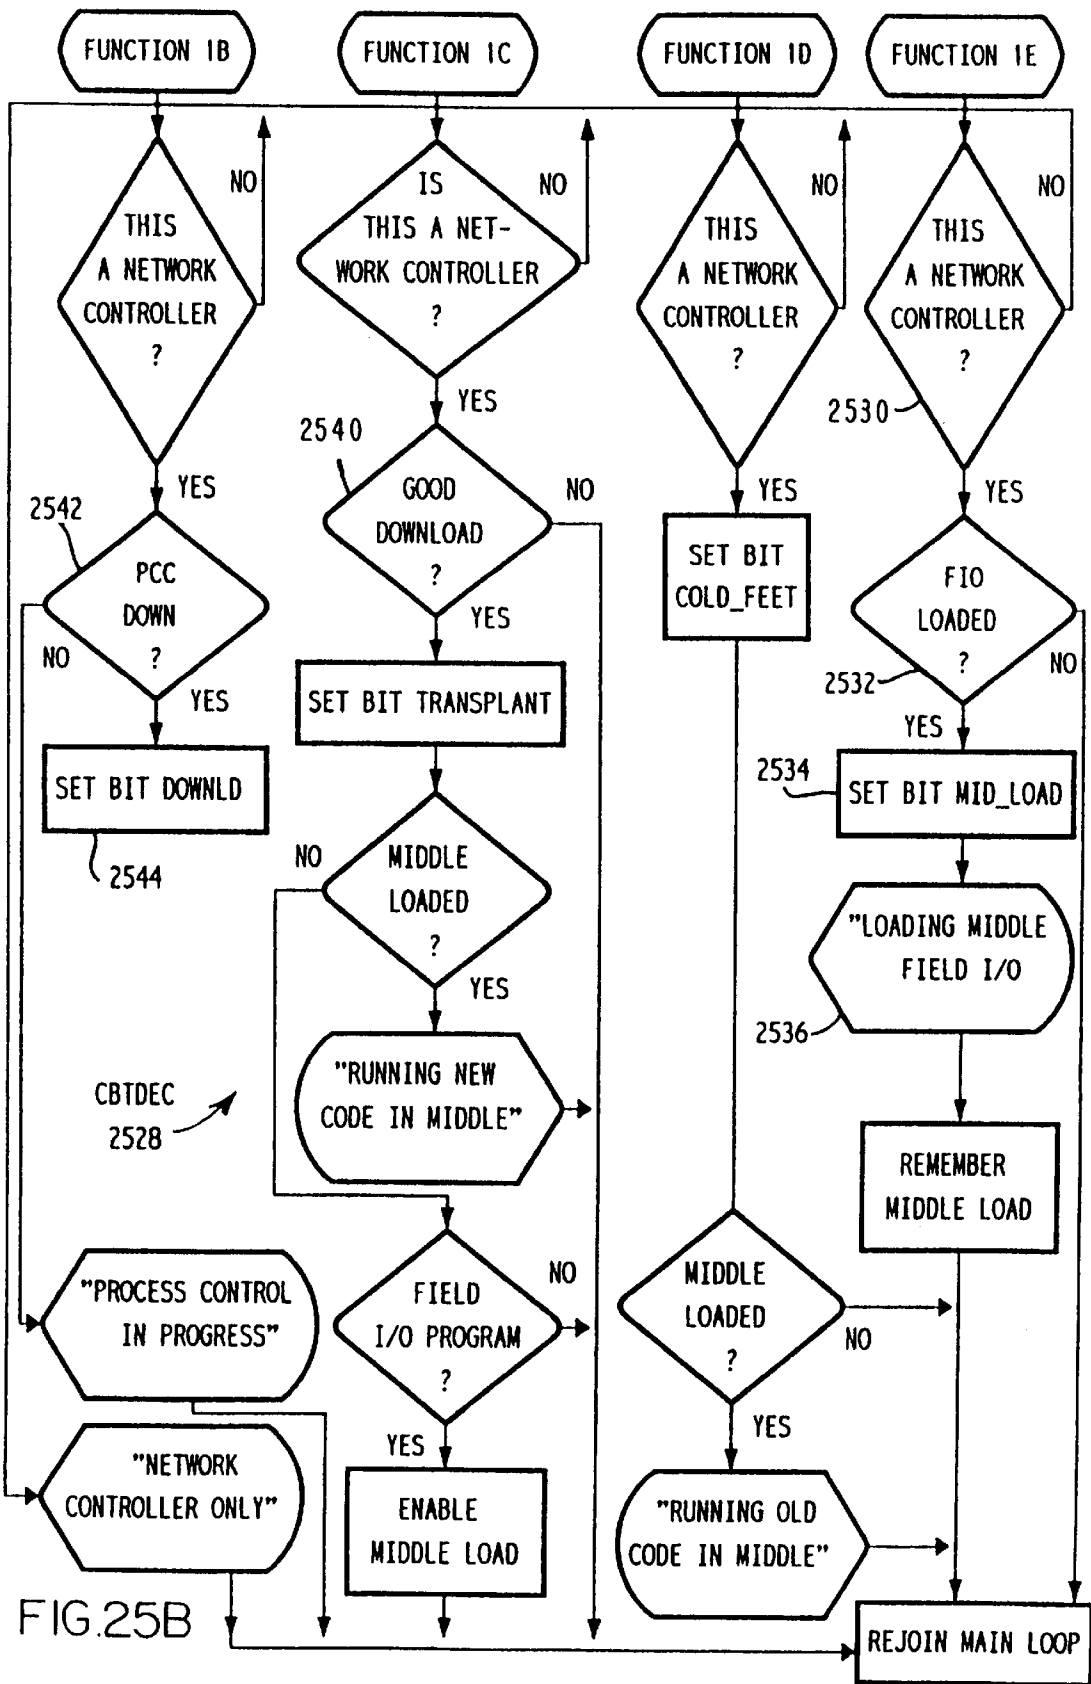 FUNCTION 1B
FUNCTION 1C
FUNCTION 1D
FUNCTION 1E
NO
THIS
A NETWORK
CONTROLLER
?
YES
2542
PCC
DOWN
?
NO
YES
SET BIT DOWNLD
2544
CBTDEC
2528
"PROCESS CONTROL
IN PROGRESS"
"NETWORK
CONTROLLER ONLY"
NO
IS
THIS A NET-
WORK CONTROLLER
?
YES
2540
GOOD
DOWNLOAD
?
NO
YES
SET BIT TRANSPLANT
NO
MIDDLE
LOADED
?
YES
"RUNNING NEW
CODE IN MIDDLE"
FIELD
I/O PROGRAM
?
NO
YES
ENABLE
MIDDLE LOAD
NO
THIS
A NETWORK
CONTROLLER
?
YES
SET BIT
COLD_FEET
MIDDLE
LOADED
?
NO
YES
"RUNNING OLD
CODE IN MIDDLE"
NO
THIS
A NETWORK
CONTROLLER
?
2530
YES
FIO
LOADED
?
NO
2532
YES
2534
SET BIT MID_LOAD
"LOADING MIDDLE
FIELD I/O
2536
REMEMBER
MIDDLE LOAD
REJOIN MAIN LOOP
FIG.25B